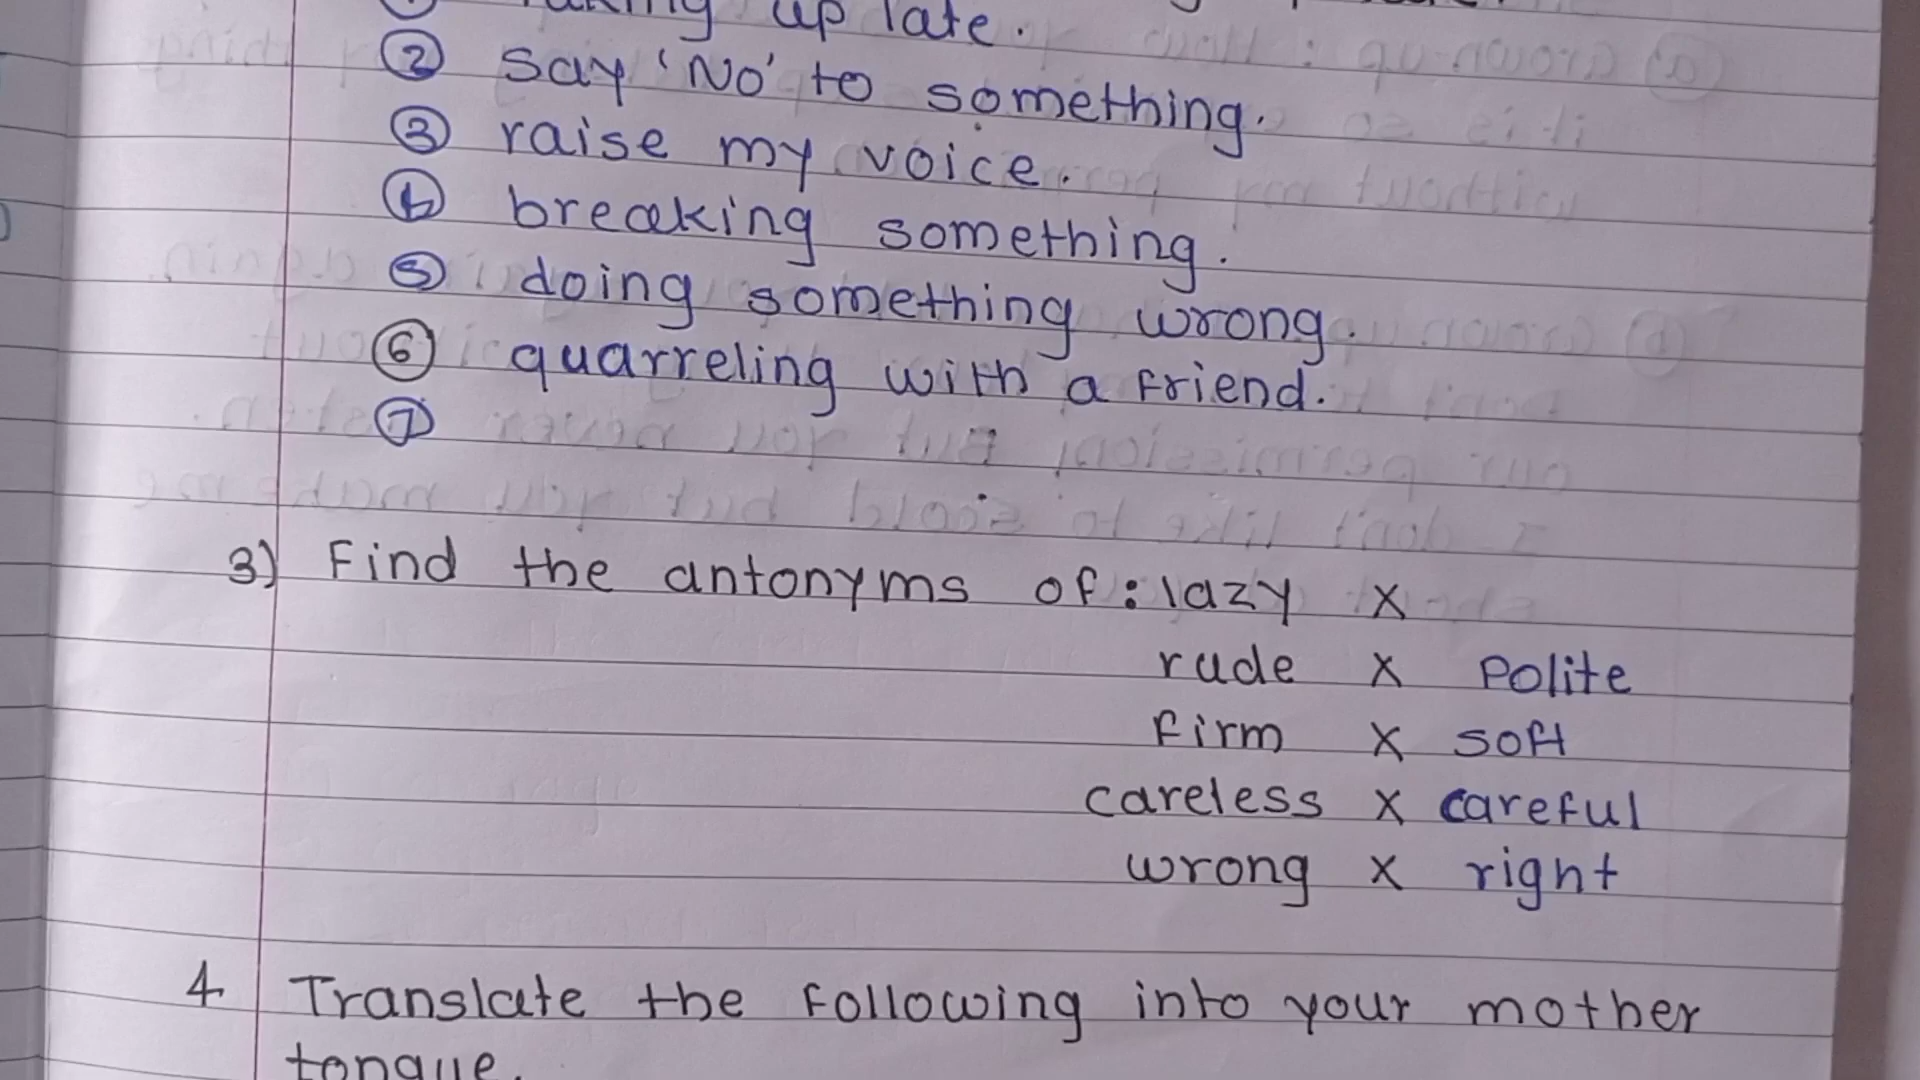 up late.
② say 'No' to something.
③ raise my voice.
④ breaking something.
⑤ doing something wrong.
⑥ quarreling with a friend.
⑦
3) Find the antonyms of : lazy x
rude x Polite
firm x soft
careless x careful
wrong x right
4 Translate the following into your mother
tongue.